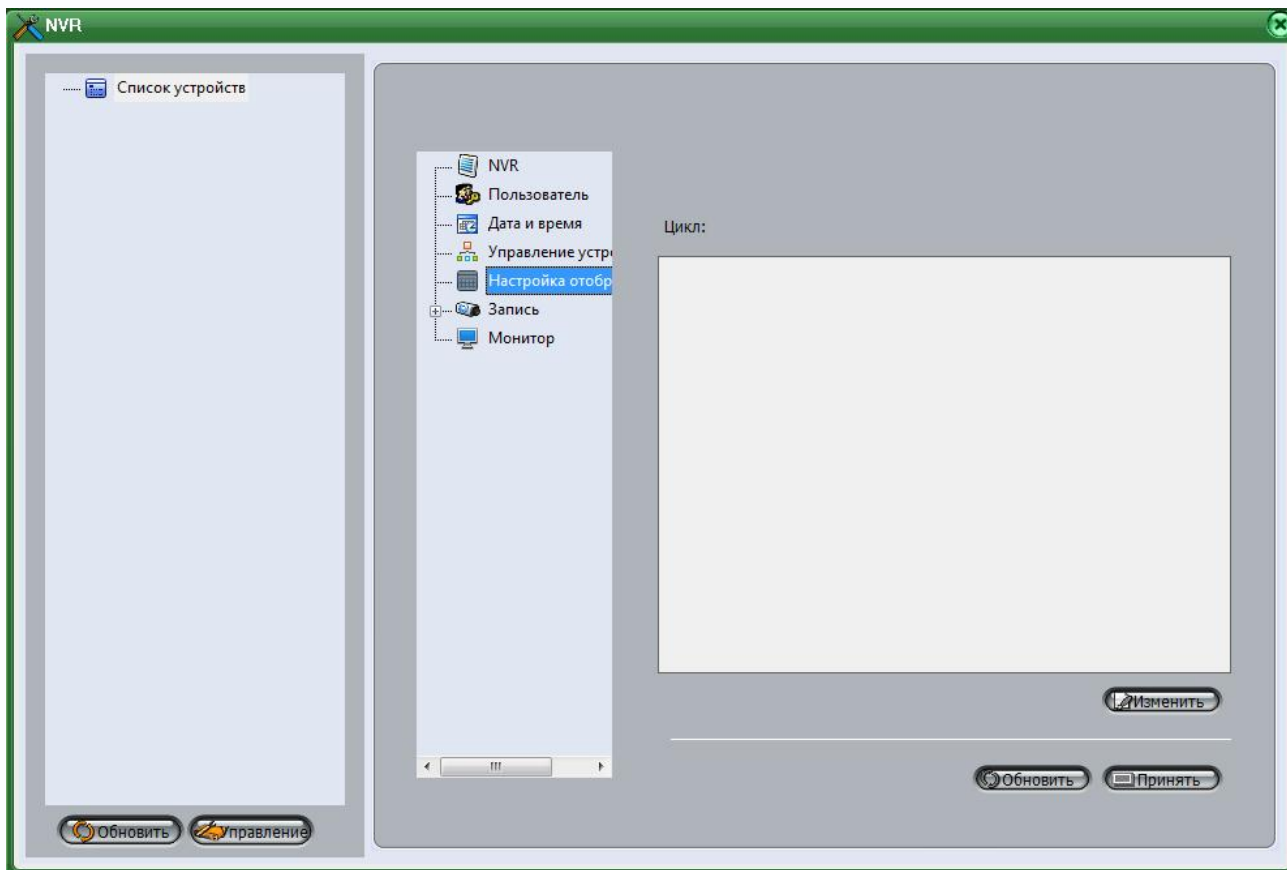 NVR
Список устройств
NVR
Пользователь
Дата и время
Управление устр
Настройка отобр
Запись
Монитор
Цикл:
Изменить
Обновить
Принять
Обновить
Управление